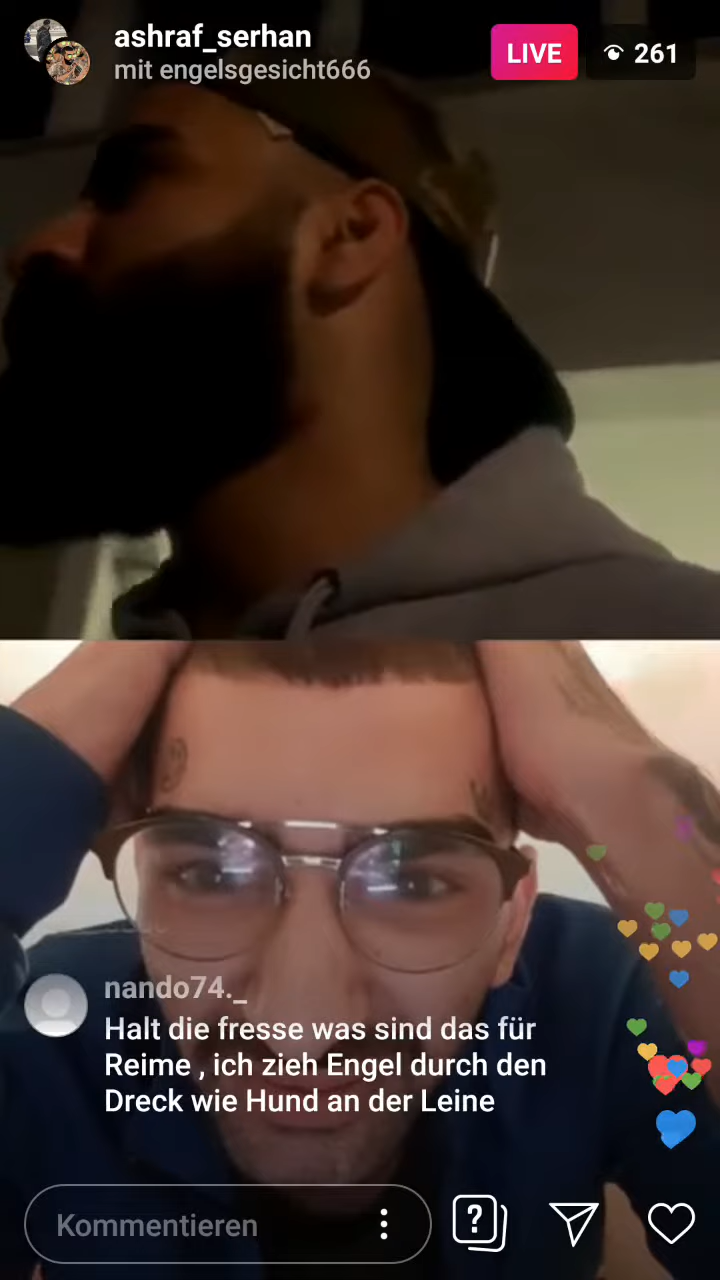 ashraf_serhan
mit engelsgesicht666
LIVE
261
nando74._
Halt die fresse was sind das für
Reime , ich zieh Engel durch den
Dreck wie Hund an der Leine
Kommentieren
?